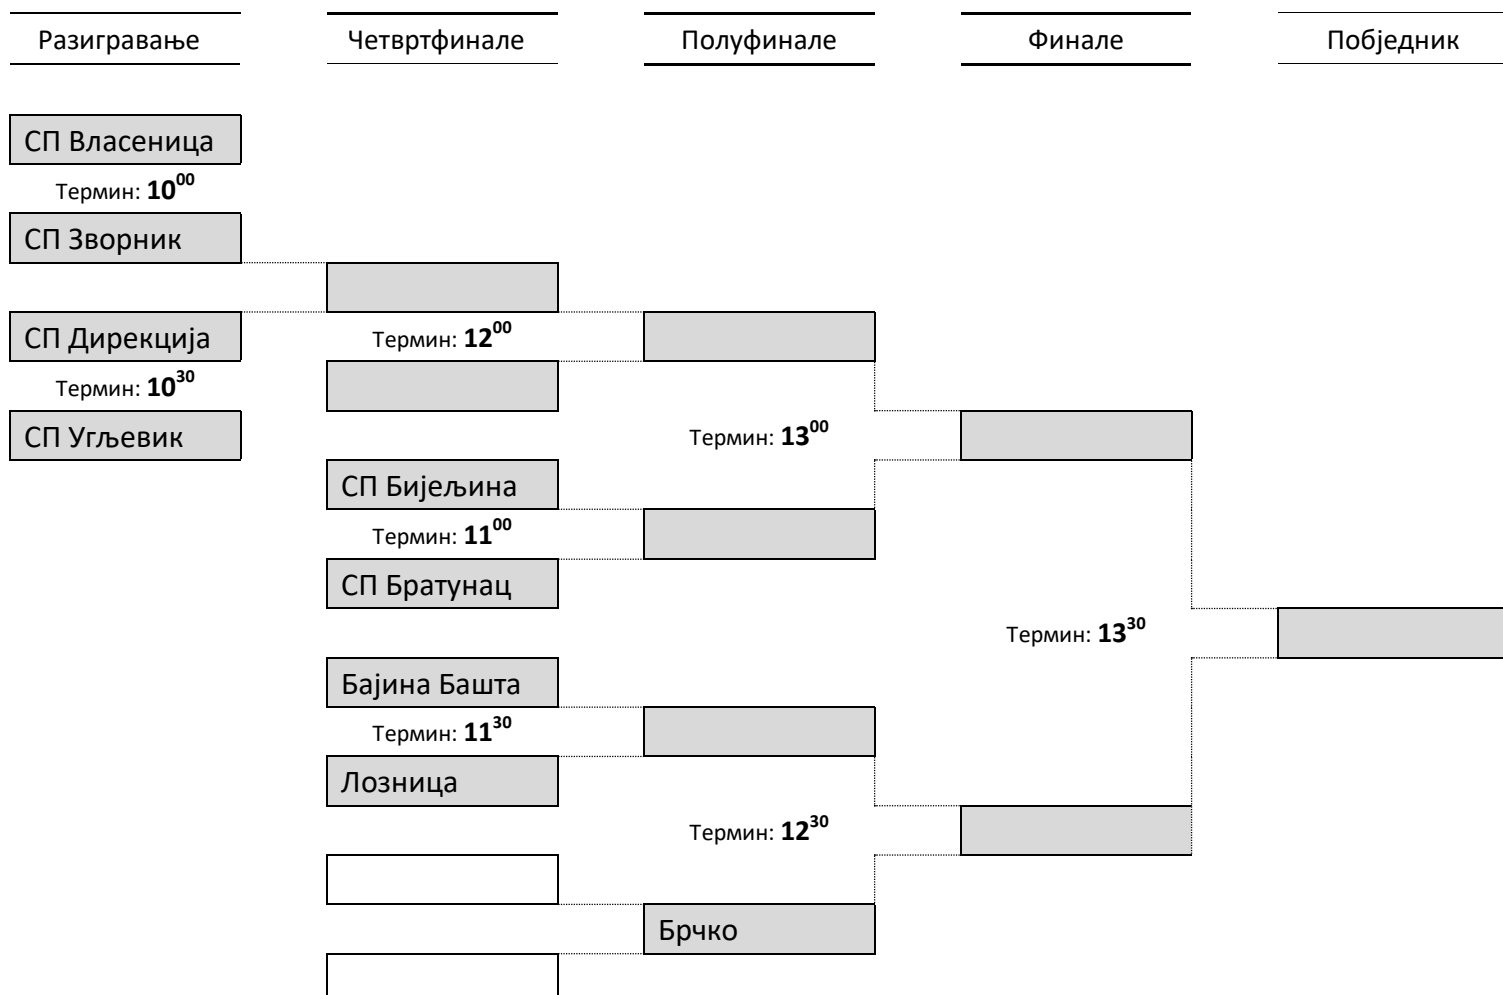 Разигравање
Четвртфинале
Полуфинале
Финале
Побједник
СП Власеница
Термин: 10⁰⁰
СП Зворник
СП Дирекција
Термин: 12⁰⁰
Термин: 10³⁰
СП Угљевик
Термин: 13⁰⁰
СП Бијељина
Термин: 11⁰⁰
СП Братунац
Термин: 13³⁰
Бајина Башта
Термин: 11³⁰
Лозница
Термин: 12³⁰
Брчко